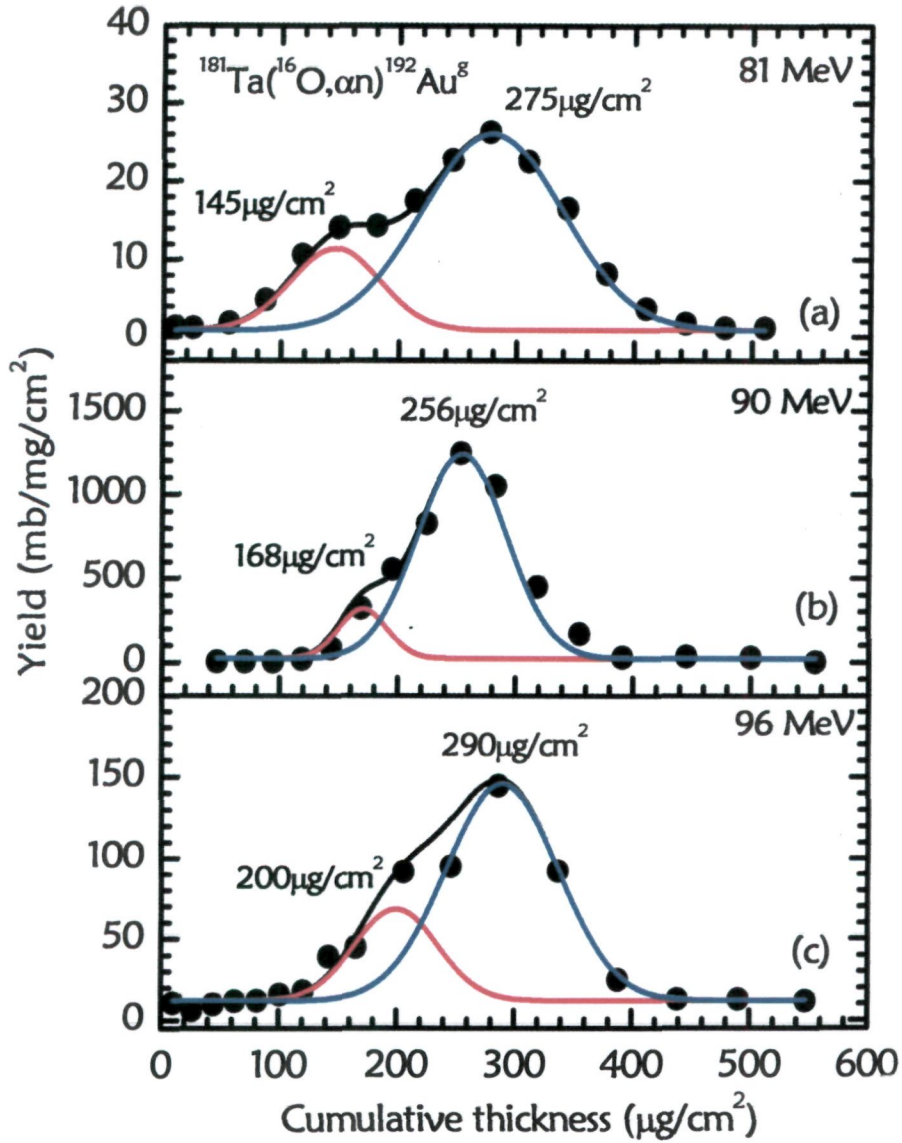 40
¹⁸¹Ta(¹⁶O,αn)¹⁹²Auᵍ
81 MeV
275μg/cm²
30
20
145μg/cm²
10
0
(a)
1500
256μg/cm²
90 MeV
1000
168μg/cm²
500
(b)
0
200
96 MeV
290μg/cm²
150
100
200μg/cm²
50
(c)
0
Yield (mb/mg/cm²)
0 100 200 300 400 500 600
Cumulative thickness (μg/cm²)